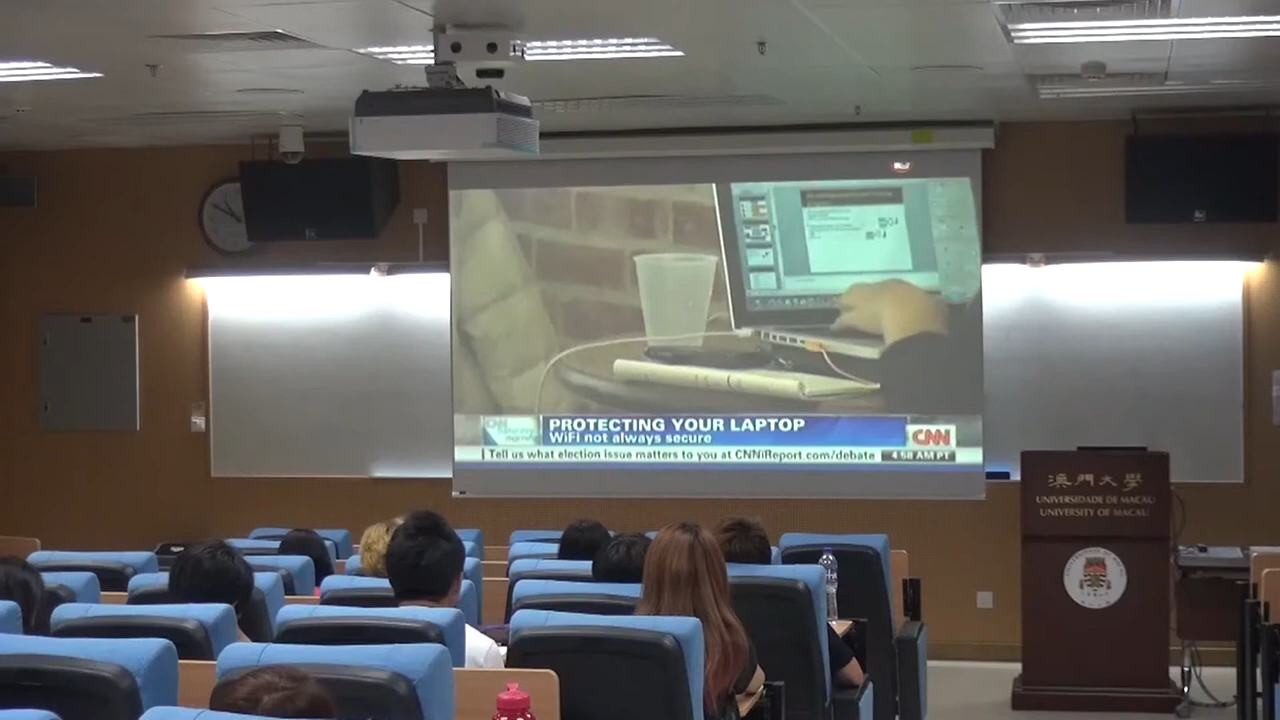 PROTECTING YOUR LAPTOP
WiFi not always secure
CNN
Tell us what election issue matters to you at CNNiReport.com/debate
4:58 AM PT
澳門大學
UNIVERSIDADE DE MACAU
UNIVERSITY OF MACAU